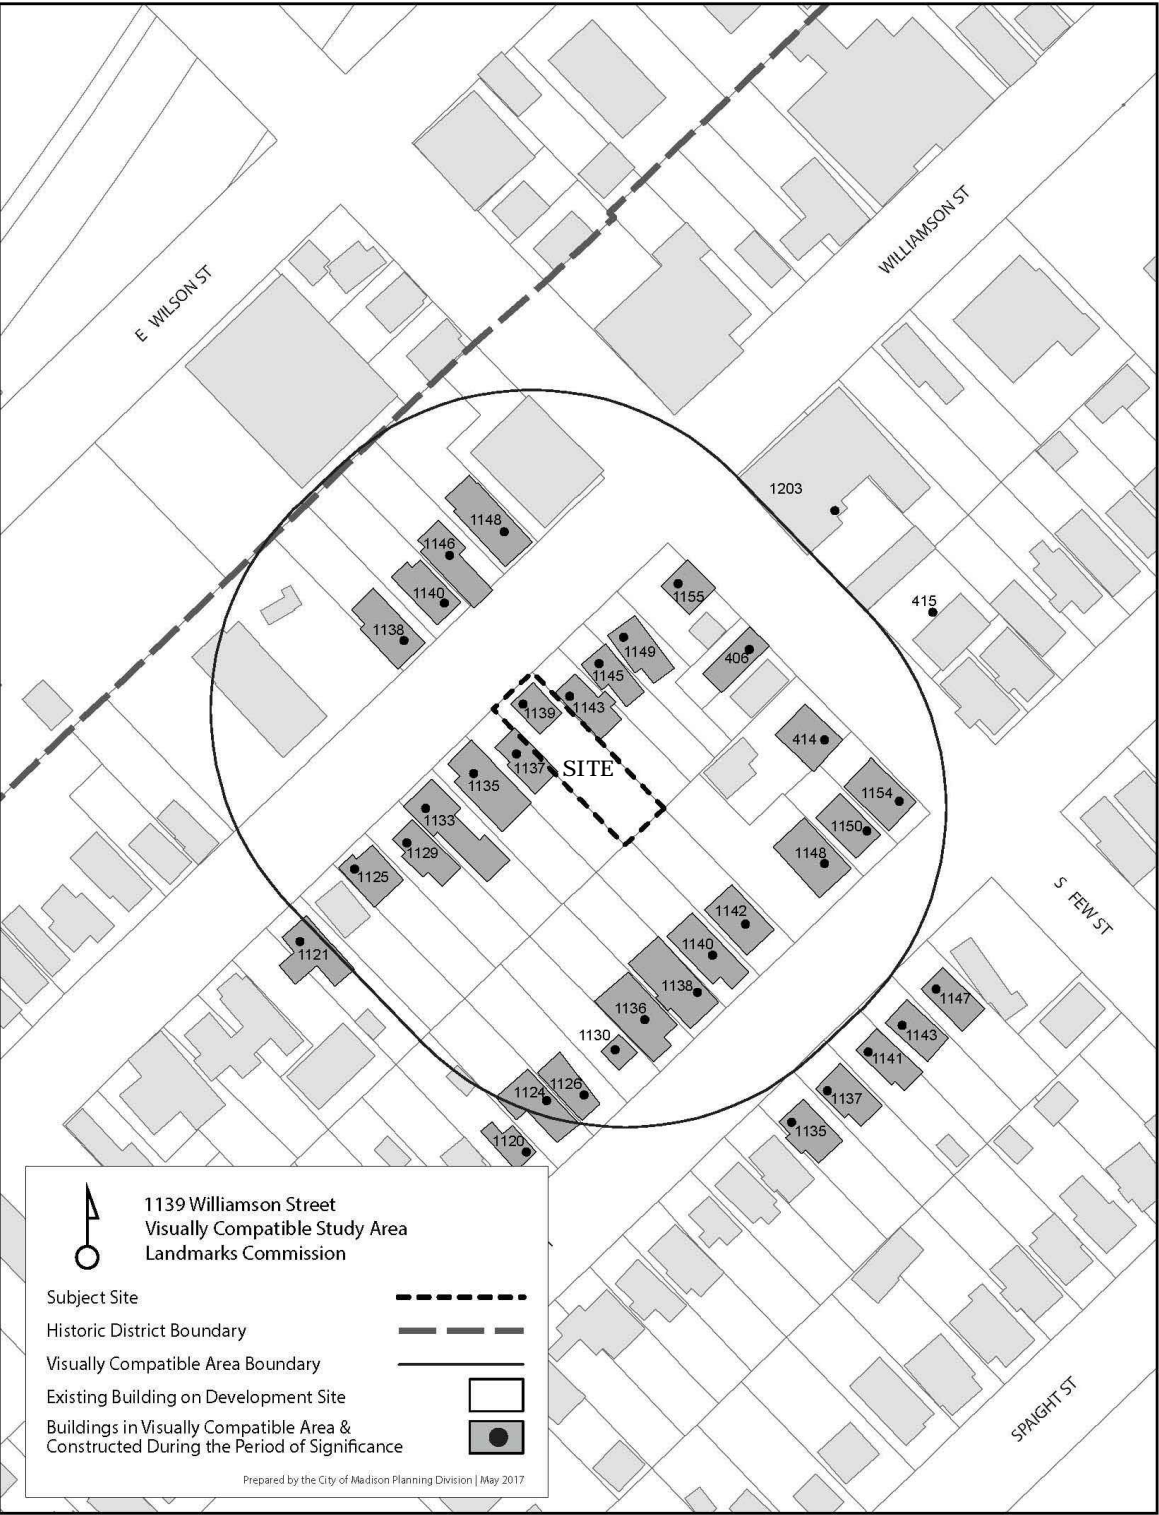 WILLIAMSON ST
E WILSON ST
1203
1148
1146
1140
1155
415
1138
1149
406
1145
1143
1139
414
SITE
1137
1135
1154
1133
1150
1129
1148
1125
1142
S FEW ST
1140
1121
1138
1147
1136
1143
1130
1141
1126
1124
1137
1135
1120
1139 Williamson Street
Visually Compatible Study Area
Landmarks Commission
Subject Site
Historic District Boundary
Visually Compatible Area Boundary
Existing Building on Development Site
Buildings in Visually Compatible Area &
Constructed During the Period of Significance
Prepared by the City of Madison Planning Division | May 2017
SPAIGHT ST